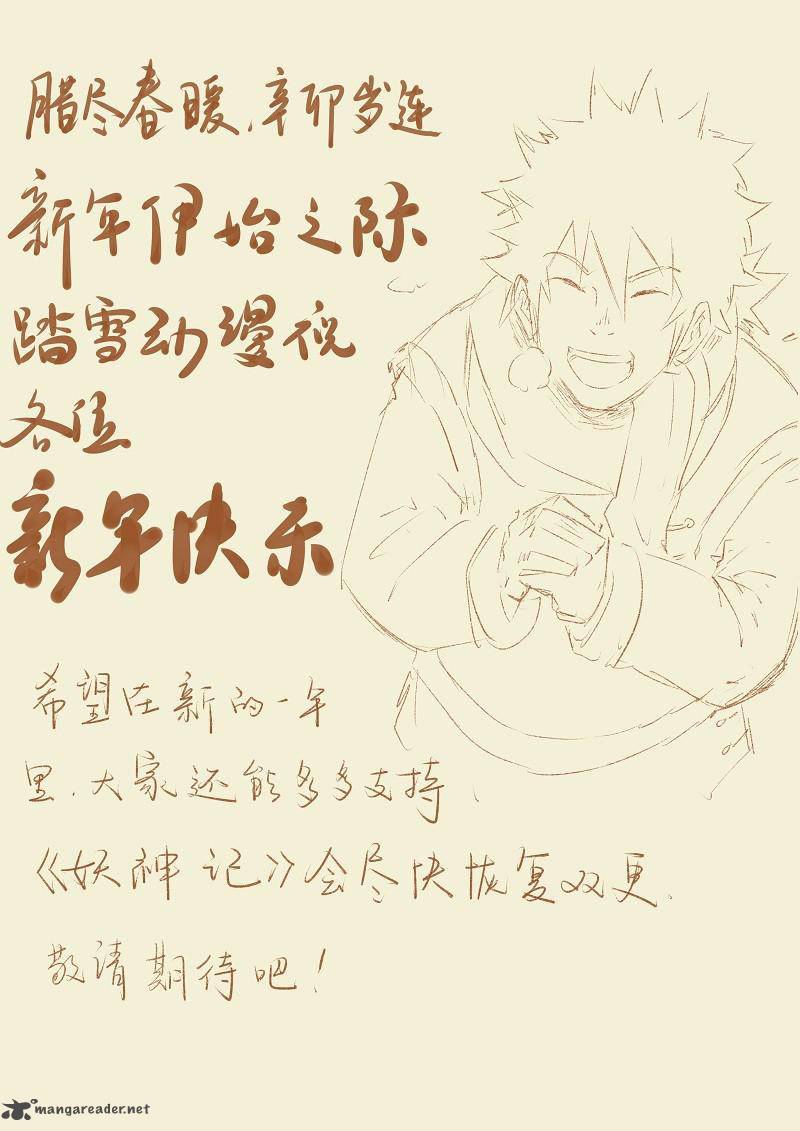 腊尽春暖,辛卯岁连
新年伊始之际
踏雪动漫祝
各位
新年快乐
希望在新的一年
里,大家还能多多支持
《妖神记》会尽快恢复双更.
敬请期待吧!
mangareader.net